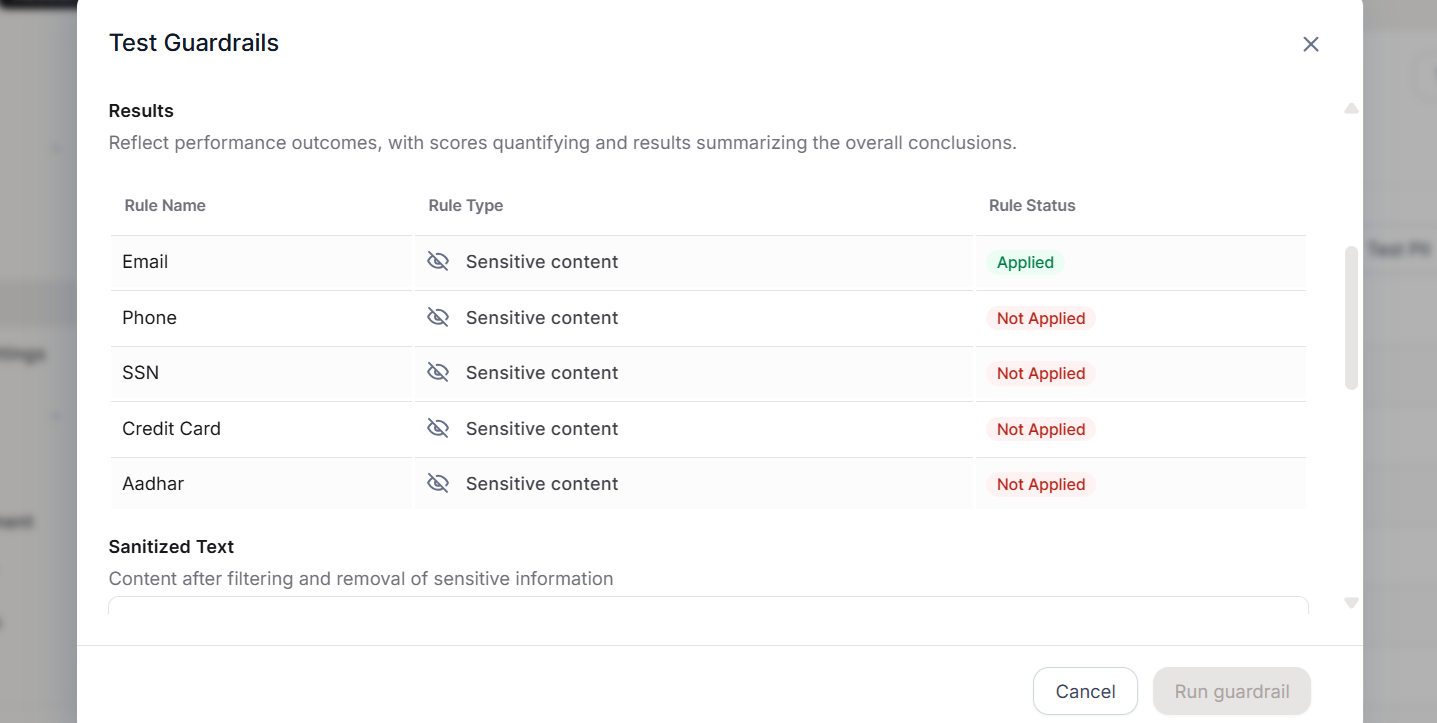 Test Guardrails
Results
Reflect performance outcomes, with scores quantifying and results summarizing the overall conclusions.
Rule Name Rule Type Rule Status
Email Sensitive content Applied
Phone Sensitive content Not Applied
SSN Sensitive content Not Applied
Credit Card Sensitive content Not Applied
Aadhar Sensitive content Not Applied
Sanitized Text
Content after filtering and removal of sensitive information
Cancel Run guardrail